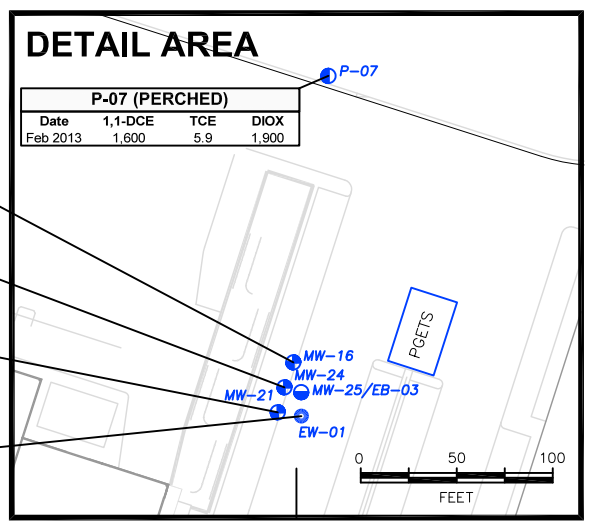 DETAIL AREA
P-07
P-07 (PERCHED)
Date 1,1-DCE TCE DIOX
Feb 2013 1,600 5.9 1,900
PGETS
MW-16
MW-24
MW-25/EB-03
MW-21
EW-01
0 50 100
FEET